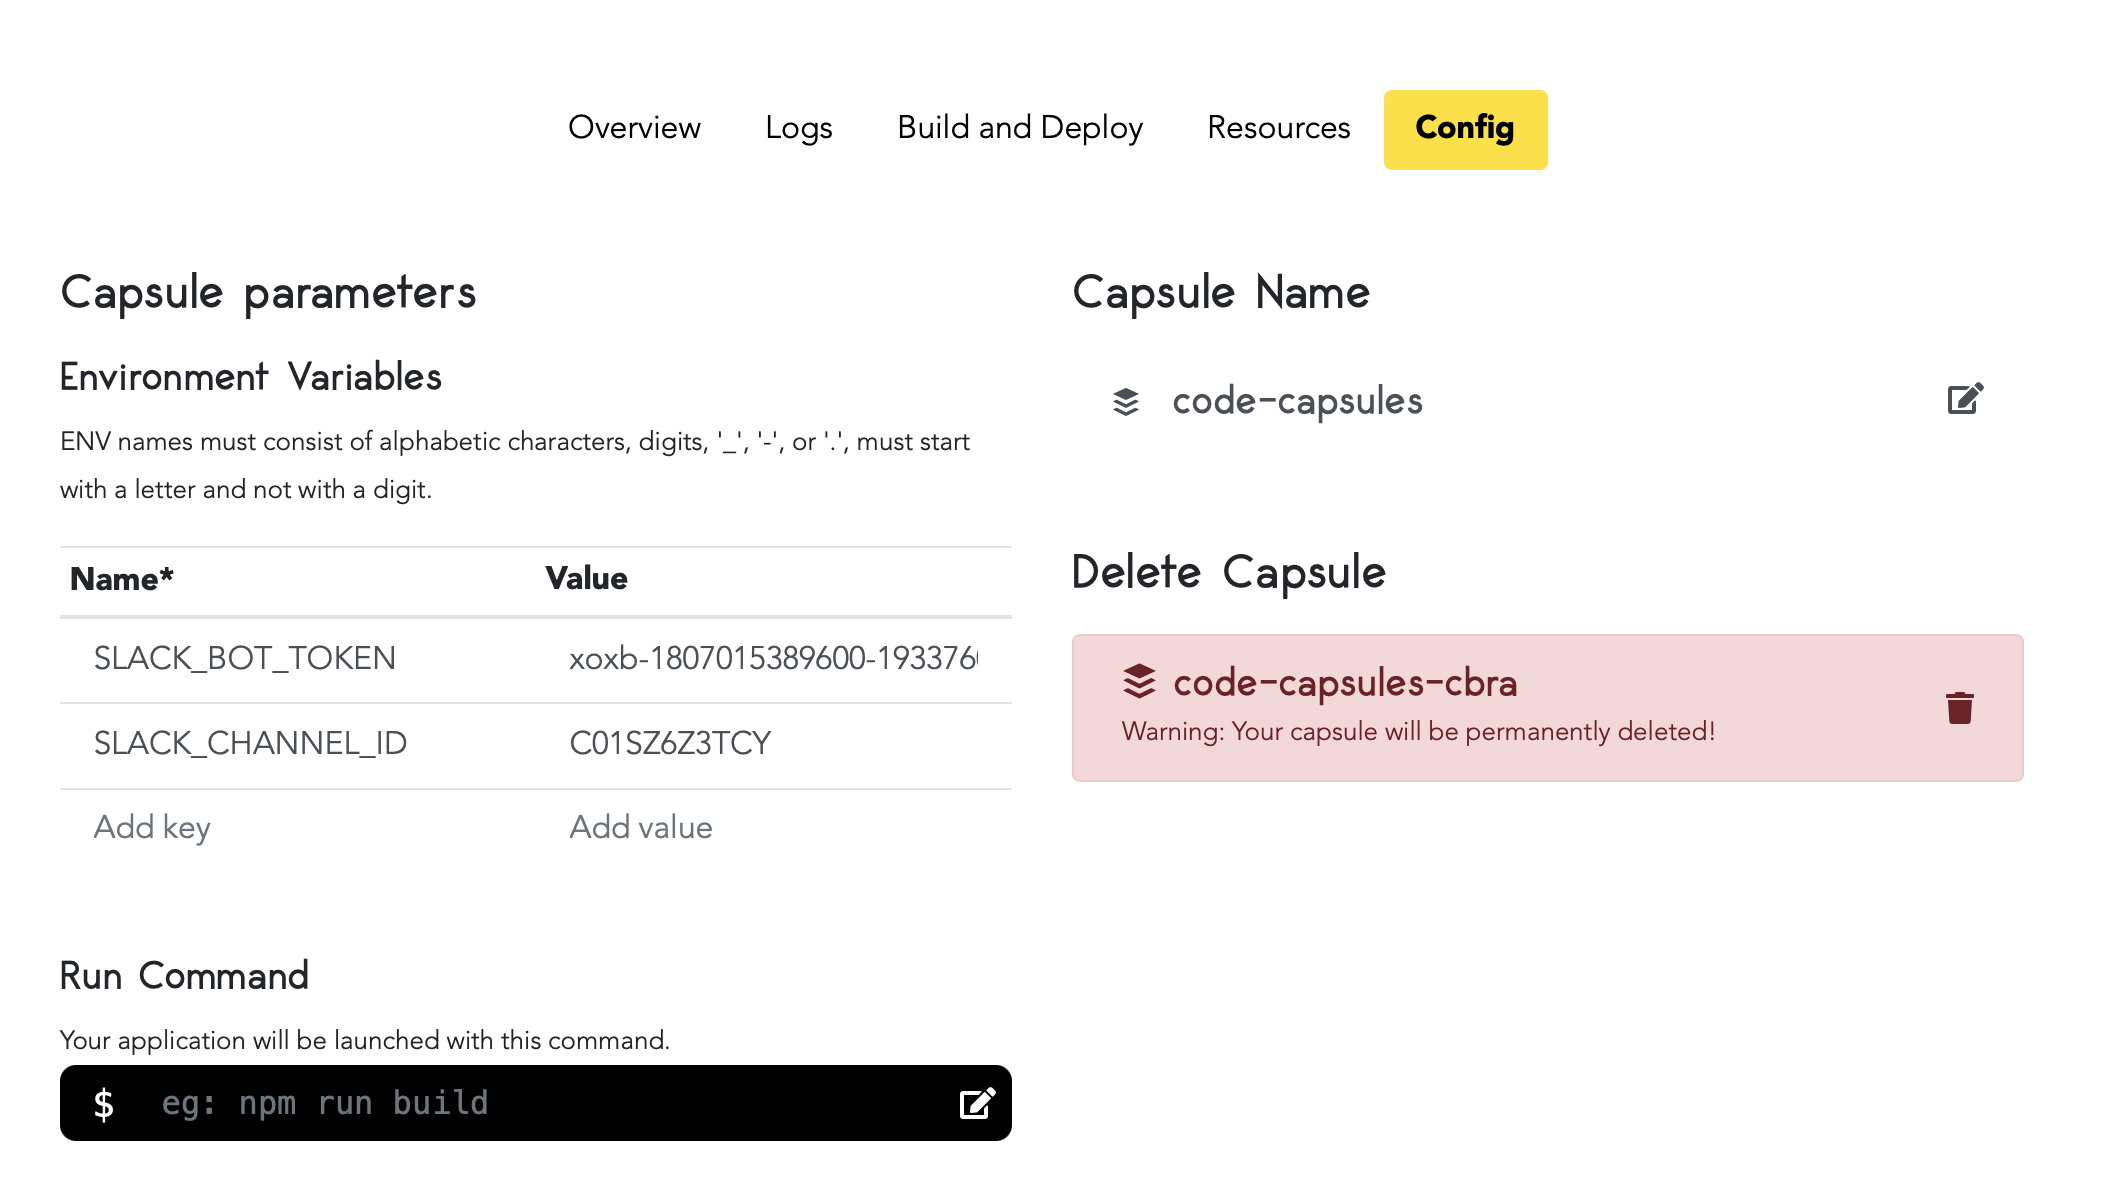 Overview Logs Build and Deploy Resources Config
Capsule parameters
Environment Variables
ENV names must consist of alphabetic characters, digits, '_', '-', or '.', must start
with a letter and not with a digit.
Name* Value
SLACK_BOT_TOKEN xoxb-1807015389600-193376
SLACK_CHANNEL_ID C01SZ6Z3TCY
Add key Add value
Run Command
Your application will be launched with this command.
$ eg: npm run build
Capsule Name
code-capsules
Delete Capsule
code-capsules-cbra
Warning: Your capsule will be permanently deleted!